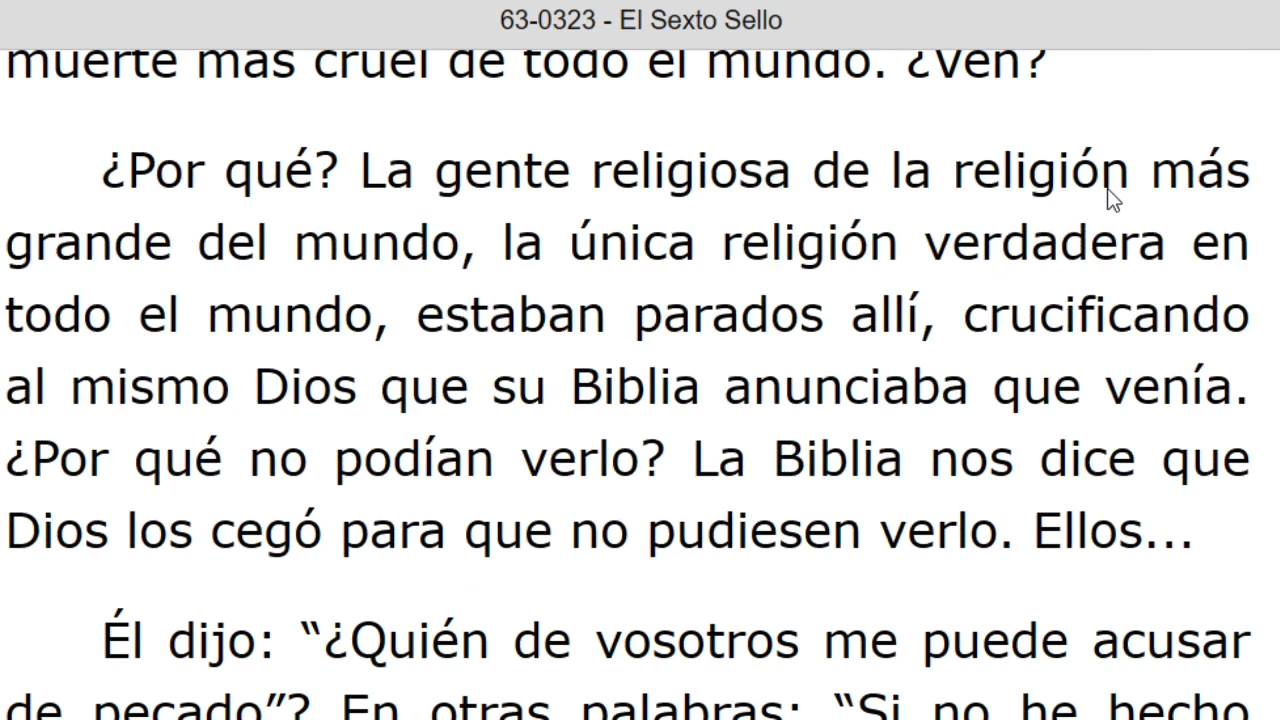 63-0323 - El Sexto Sello
muerte más cruel de todo el mundo. ¿Ven?
¿Por qué? La gente religiosa de la religión más
grande del mundo, la única religión verdadera en
todo el mundo, estaban parados allí, crucificando
al mismo Dios que su Biblia anunciaba que venía.
¿Por qué no podían verlo? La Biblia nos dice que
Dios los cegó para que no pudiesen verlo. Ellos...
Él dijo: “¿Quién de vosotros me puede acusar
de pecado”? En otras palabras: “Si no he hecho